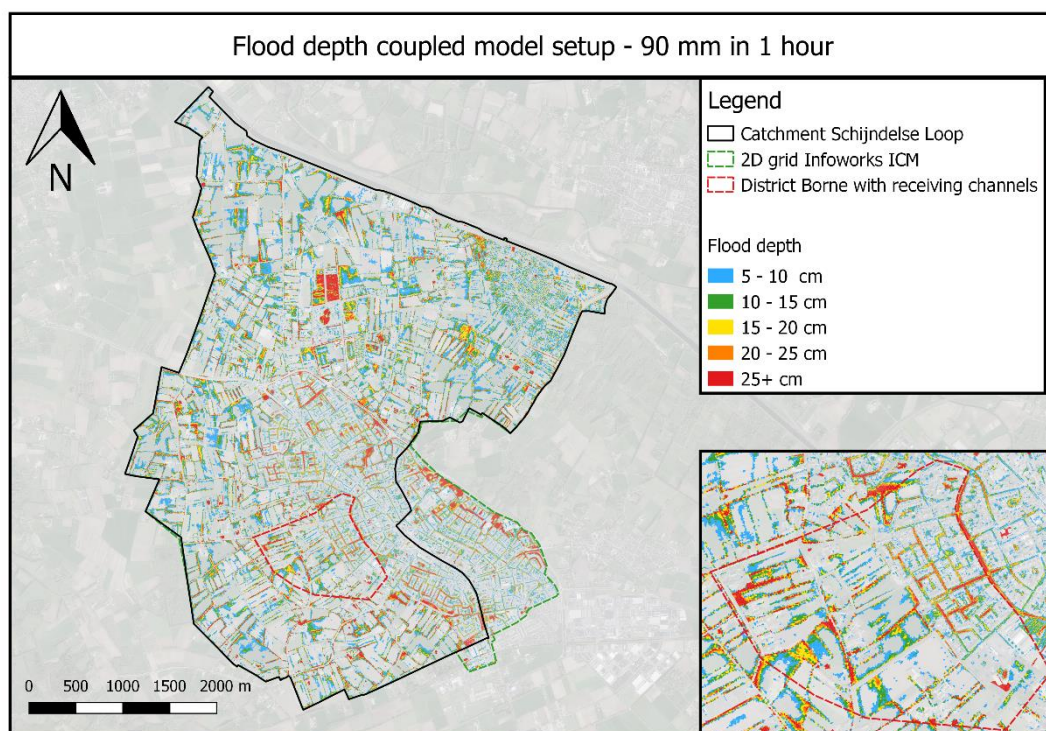 Flood depth coupled model setup - 90 mm in 1 hour
N
Legend
Catchment Schijndelse Loop
2D grid Infoworks ICM
District Borne with receiving channels
Flood depth
5 - 10 cm
10 - 15 cm
15 - 20 cm
20 - 25 cm
25+ cm
0 500 1000 1500 2000 m